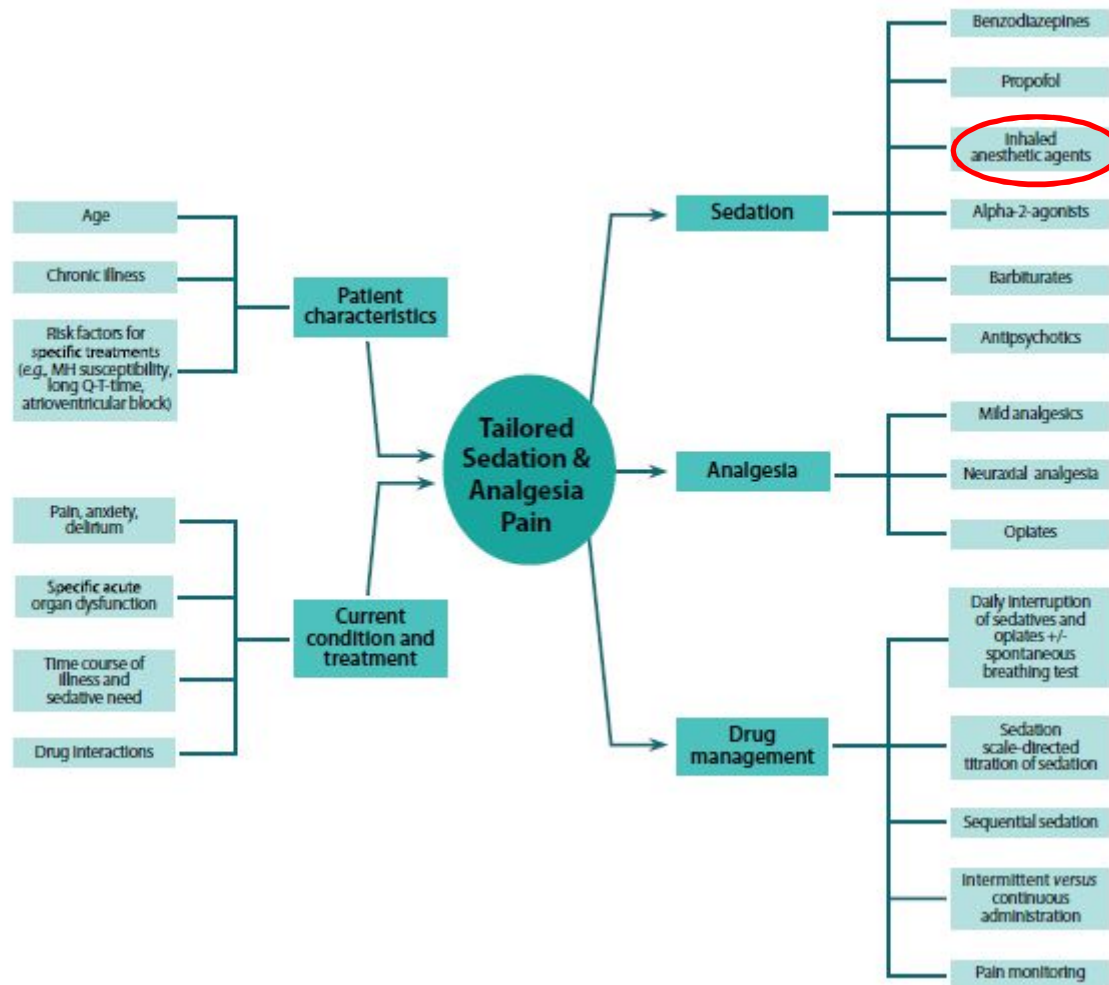 Age
Chronic illness
Risk factors for
specific treatments
(e.g., MH susceptibility,
long Q-T-time,
atrioventricular block)
Patient
characteristics
Pain, anxiety,
delirium
Specific acute
organ dysfunction
Time course of
illness and
sedative need
Drug interactions
Current
condition and
treatment
Tailored
Sedation &
Analgesia
Pain
Sedation
Benzodiazepines
Propofol
Inhaled
anesthetic agents
Alpha-2-agonists
Barbiturates
Antipsychotics
Analgesia
Mild analgesics
Neuraxial analgesia
Opiates
Drug
management
Daily interruption
of sedatives and
opiates +/-
spontaneous
breathing test
Sedation
scale-directed
titration of sedation
Sequential sedation
Intermittent versus
continuous
administration
Pain monitoring